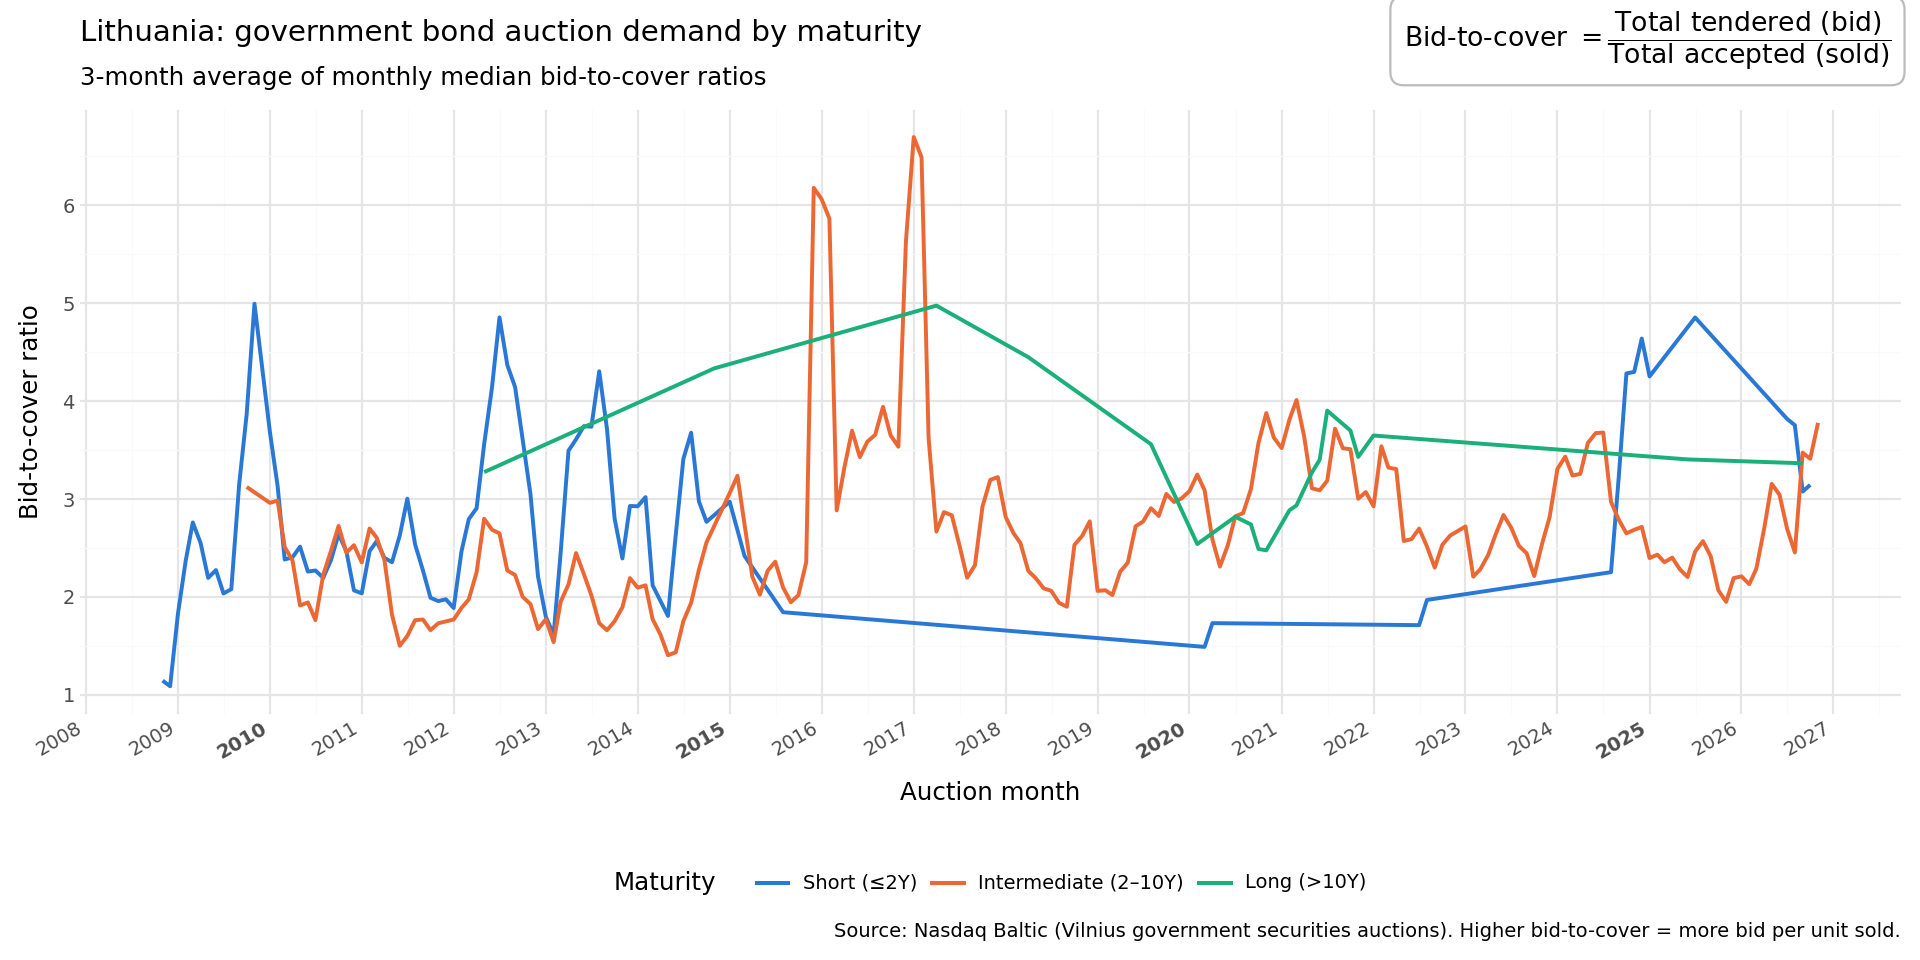 Lithuania: government bond auction demand by maturity
3-month average of monthly median bid-to-cover ratios
Bid-to-cover = Total tendered (bid)
Total accepted (sold)
Bid-to-cover ratio
6
5
4
3
2
1
2008 2009 2010 2011 2012 2013 2014 2015 2016 2017 2018 2019 2020 2021 2022 2023 2024 2025 2026 2027
Auction month
Maturity Short (≤2Y) Intermediate (2–10Y) Long (>10Y)
Source: Nasdaq Baltic (Vilnius government securities auctions). Higher bid-to-cover = more bid per unit sold.